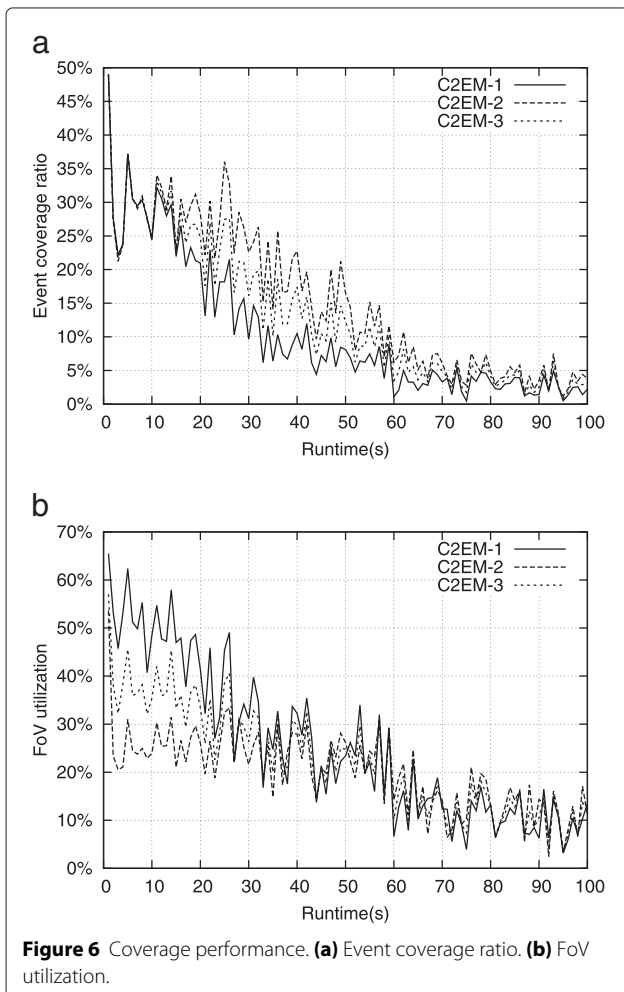 a
50%
45%
40%
35%
30%
25%
20%
15%
10%
5%
0%
Event coverage ratio
C2EM-1
C2EM-2
C2EM-3
0 10 20 30 40 50 60 70 80 90 100
Runtime(s)
b
70%
60%
50%
40%
30%
20%
10%
0%
FoV utilization
C2EM-1
C2EM-2
C2EM-3
0 10 20 30 40 50 60 70 80 90 100
Runtime(s)
Figure 6 Coverage performance. (a) Event coverage ratio. (b) FoV
utilization.